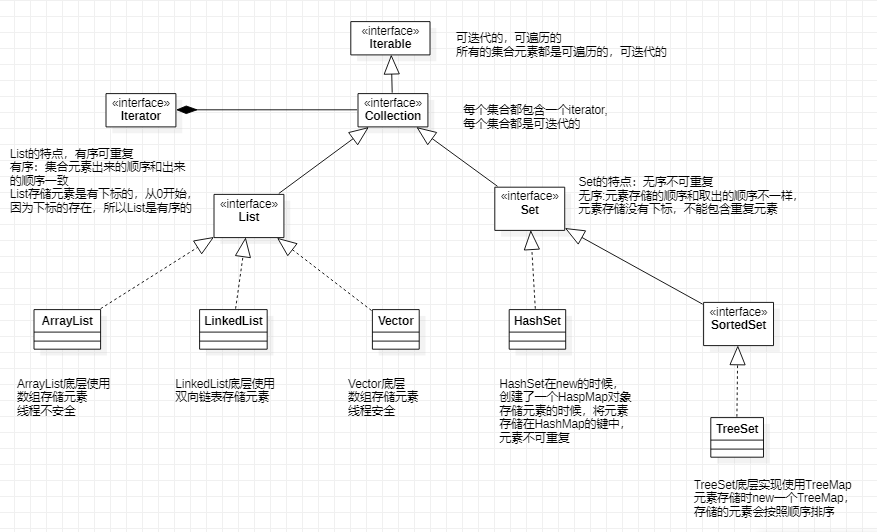 «interface»
Iterable
可迭代的，可遍历的
所有的集合元素都是可遍历的，可迭代的
«interface»
Iterator
«interface»
Collection
每个集合都包含一个iterator,
每个集合都是可迭代的
List的特点，有序可重复
有序：集合元素出来的顺序和出来
的顺序一致
List存储元素是有下标的，从0开始，
因为下标的存在，所以List是有序的
«interface»
List
«interface»
Set
Set的特点：无序不可重复
无序:元素存储的顺序和取出的顺序不一样，
元素存储没有下标，不能包含重复元素
ArrayList
LinkedList
Vector
HashSet
«interface»
SortedSet
ArrayList底层使用
数组存储元素
线程不安全
LinkedList底层使用
双向链表存储元素
Vector底层
数组存储元素
线程安全
HashSet在new的时候，
创建了一个HaspMap对象
存储元素的时候，将元素
存储在HashMap的键中，
元素不可重复
TreeSet
TreeSet底层实现使用TreeMap
元素存储时new一个TreeMap，
存储的元素会按照顺序排序